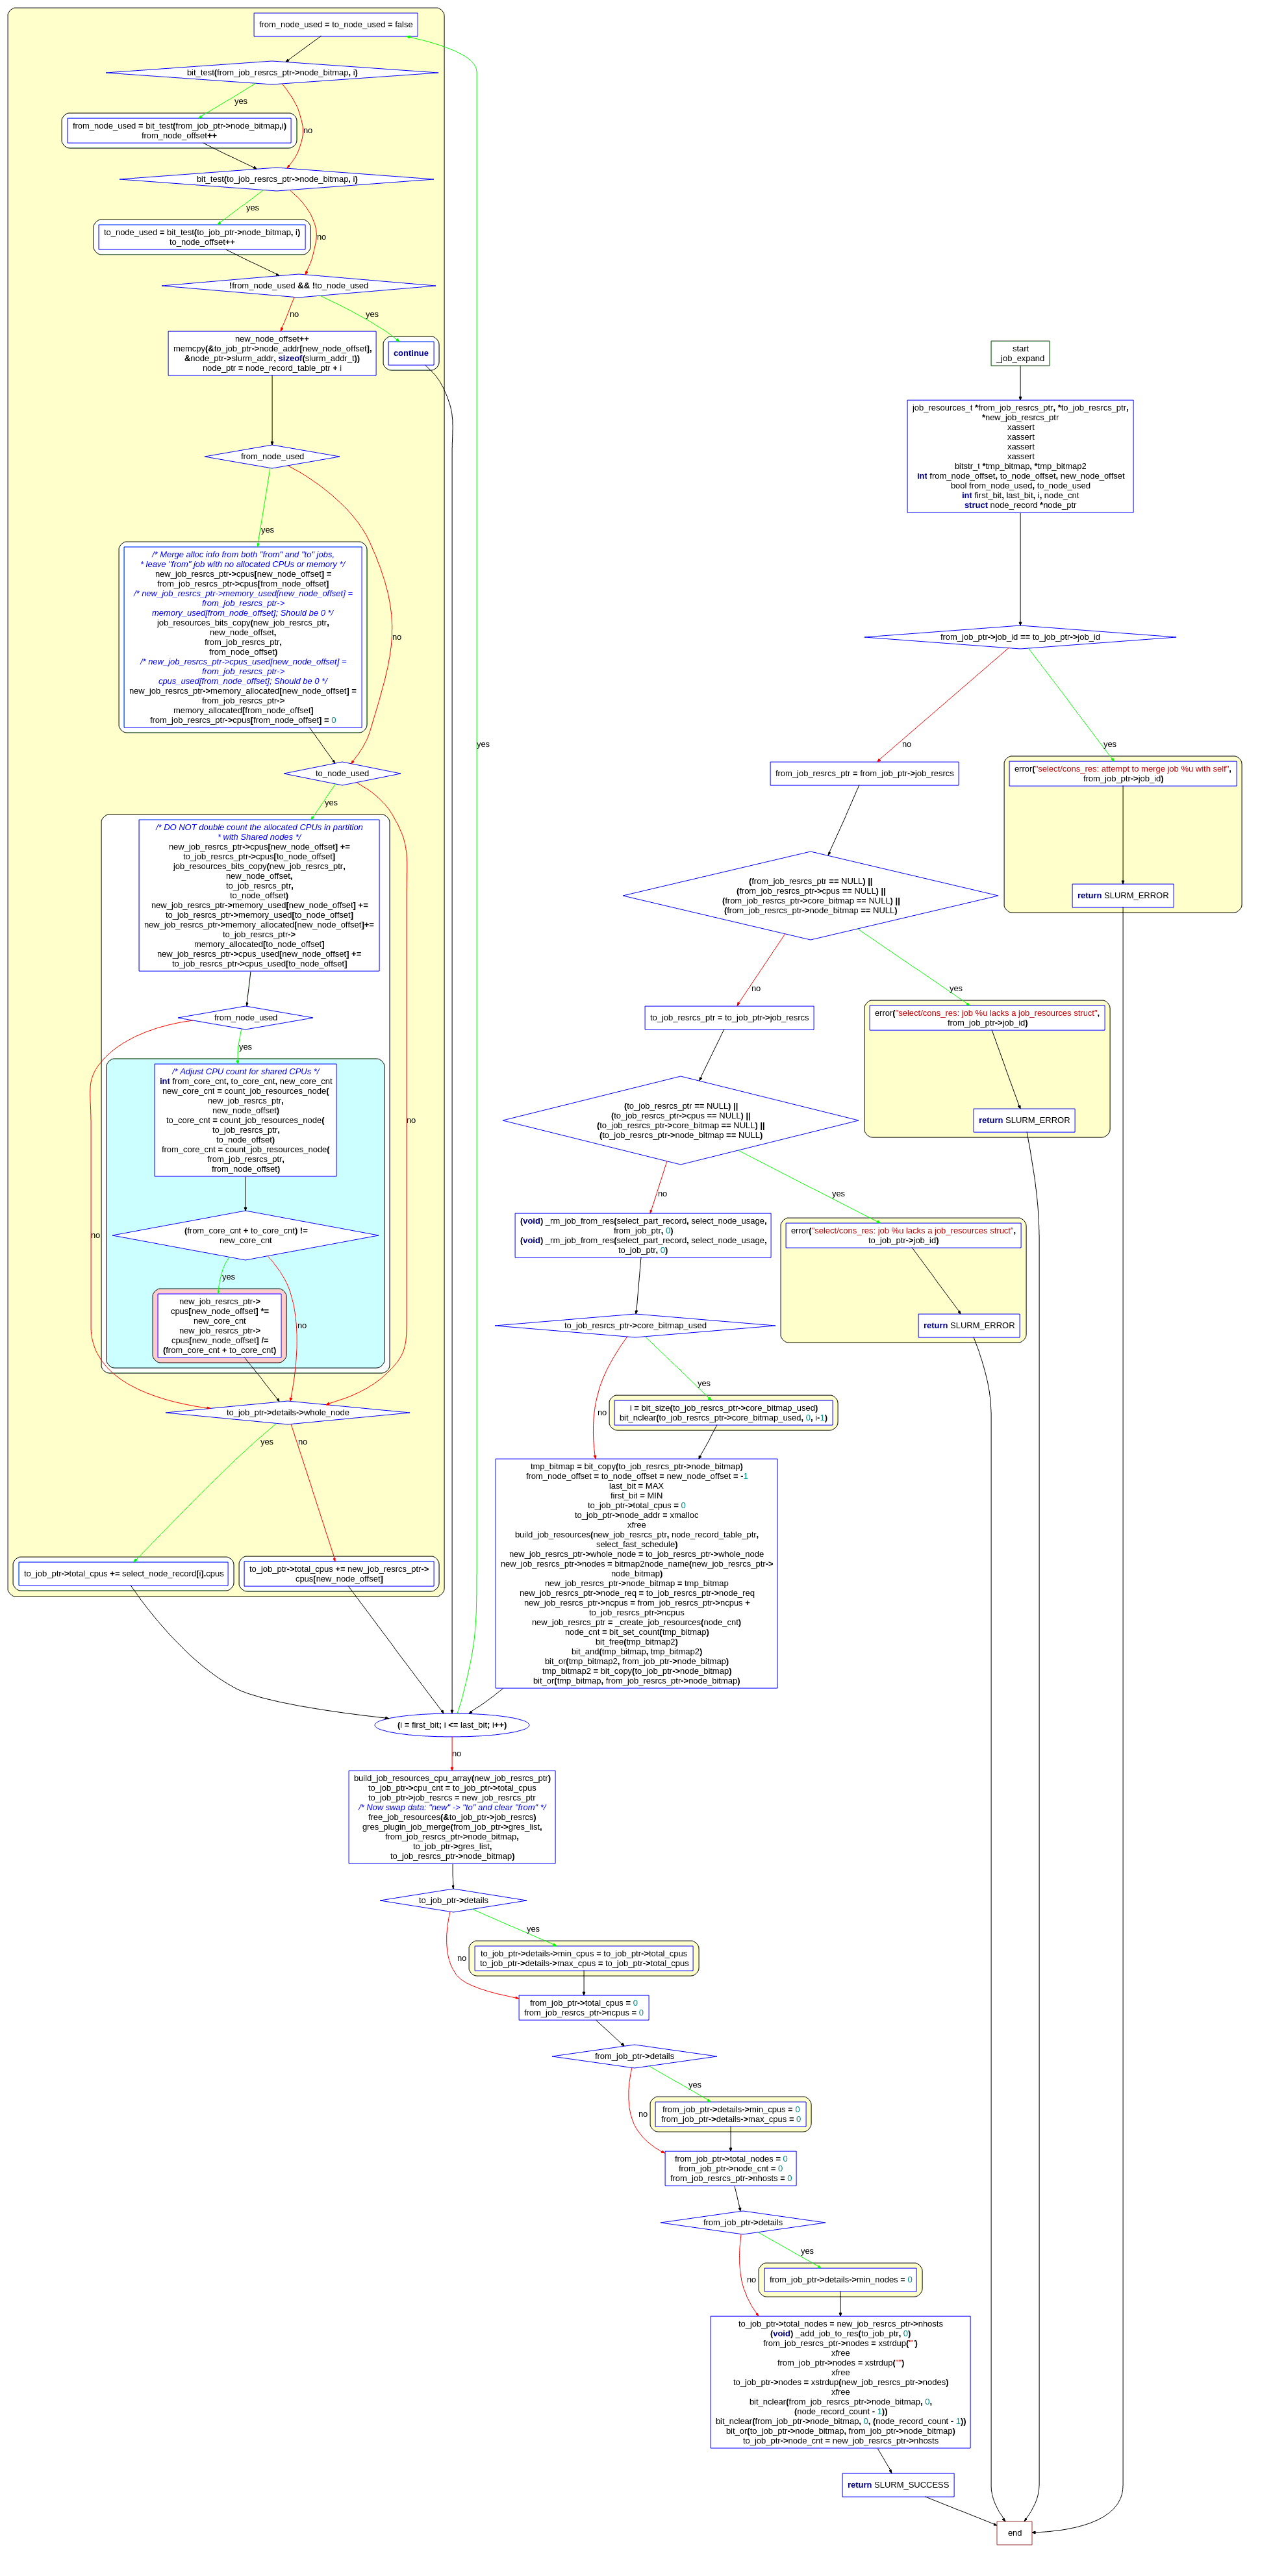 start
_job_expand
job_resources_t *from_job_resrcs_ptr, *to_job_resrcs_ptr,
*new_job_resrcs_ptr
xassert
xassert
xassert
xassert
bitstr_t *tmp_bitmap, *tmp_bitmap2
int from_node_offset, to_node_offset, new_node_offset
bool from_node_used, to_node_used
int first_bit, last_bit, i, node_cnt
struct node_record *node_ptr
from_job_ptr->job_id == to_job_ptr->job_id
no
yes
error("select/cons_res: attempt to merge job %u with self",
from_job_ptr->job_id)
return SLURM_ERROR
from_job_resrcs_ptr = from_job_ptr->job_resrcs
(from_job_resrcs_ptr == NULL) ||
(from_job_resrcs_ptr->cpus == NULL) ||
(from_job_resrcs_ptr->core_bitmap == NULL) ||
(from_job_resrcs_ptr->node_bitmap == NULL)
no
yes
error("select/cons_res: job %u lacks a job_resources struct",
from_job_ptr->job_id)
return SLURM_ERROR
to_job_resrcs_ptr = to_job_ptr->job_resrcs
(to_job_resrcs_ptr == NULL) ||
(to_job_resrcs_ptr->cpus == NULL) ||
(to_job_resrcs_ptr->core_bitmap == NULL) ||
(to_job_resrcs_ptr->node_bitmap == NULL)
no
yes
error("select/cons_res: job %u lacks a job_resources struct",
to_job_ptr->job_id)
return SLURM_ERROR
(void) _rm_job_from_res(select_part_record, select_node_usage,
from_job_ptr, 0)
(void) _rm_job_from_res(select_part_record, select_node_usage,
to_job_ptr, 0)
to_job_resrcs_ptr->core_bitmap_used
yes
no
i = bit_size(to_job_resrcs_ptr->core_bitmap_used)
bit_nclear(to_job_resrcs_ptr->core_bitmap_used, 0, i-1)
tmp_bitmap = bit_copy(to_job_resrcs_ptr->node_bitmap)
from_node_offset = to_node_offset = new_node_offset = -1
last_bit = MAX
first_bit = MIN
to_job_ptr->total_cpus = 0
to_job_ptr->node_addr = xmalloc
xfree
build_job_resources(new_job_resrcs_ptr, node_record_table_ptr,
select_fast_schedule)
new_job_resrcs_ptr->whole_node = to_job_resrcs_ptr->whole_node
new_job_resrcs_ptr->nodes = bitmap2node_name(new_job_resrcs_ptr->
node_bitmap)
new_job_resrcs_ptr->node_bitmap = tmp_bitmap
new_job_resrcs_ptr->node_req = to_job_resrcs_ptr->node_req
new_job_resrcs_ptr->ncpus = from_job_resrcs_ptr->ncpus +
to_job_resrcs_ptr->ncpus
new_job_resrcs_ptr = _create_job_resources(node_cnt)
node_cnt = bit_set_count(tmp_bitmap)
bit_free(tmp_bitmap2)
bit_and(tmp_bitmap, tmp_bitmap2)
bit_or(tmp_bitmap2, from_job_ptr->node_bitmap)
tmp_bitmap2 = bit_copy(to_job_ptr->node_bitmap)
bit_or(tmp_bitmap, from_job_resrcs_ptr->node_bitmap)
(i = first_bit; i <= last_bit; i++)
yes
no
from_node_used = to_node_used = false
bit_test(from_job_resrcs_ptr->node_bitmap, i)
yes
no
from_node_used = bit_test(from_job_ptr->node_bitmap,i)
from_node_offset++
bit_test(to_job_resrcs_ptr->node_bitmap, i)
yes
no
to_node_used = bit_test(to_job_ptr->node_bitmap, i)
to_node_offset++
!from_node_used && !to_node_used
no
yes
continue
new_node_offset++
memcpy(&to_job_ptr->node_addr[new_node_offset],
&node_ptr->slurm_addr, sizeof(slurm_addr_t))
node_ptr = node_record_table_ptr + i
from_node_used
yes
no
/* Merge alloc info from both "from" and "to" jobs,
* leave "from" job with no allocated CPUs or memory */
new_job_resrcs_ptr->cpus[new_node_offset] =
from_job_resrcs_ptr->cpus[from_node_offset]
/* new_job_resrcs_ptr->memory_used[new_node_offset] =
from_job_resrcs_ptr->
memory_used[from_node_offset]; Should be 0 */
job_resources_bits_copy(new_job_resrcs_ptr,
new_node_offset,
from_job_resrcs_ptr,
from_node_offset)
/* new_job_resrcs_ptr->cpus_used[new_node_offset] =
from_job_resrcs_ptr->
cpus_used[from_node_offset]; Should be 0 */
new_job_resrcs_ptr->memory_allocated[new_node_offset] =
from_job_resrcs_ptr->
memory_allocated[from_node_offset]
from_job_resrcs_ptr->cpus[from_node_offset] = 0
to_node_used
yes
no
/* DO NOT double count the allocated CPUs in partition
* with Shared nodes */
new_job_resrcs_ptr->cpus[new_node_offset] +=
to_job_resrcs_ptr->cpus[to_node_offset]
job_resources_bits_copy(new_job_resrcs_ptr,
new_node_offset,
to_job_resrcs_ptr,
to_node_offset)
new_job_resrcs_ptr->memory_used[new_node_offset] +=
to_job_resrcs_ptr->memory_used[to_node_offset]
new_job_resrcs_ptr->memory_allocated[new_node_offset]+=
to_job_resrcs_ptr->
memory_allocated[to_node_offset]
new_job_resrcs_ptr->cpus_used[new_node_offset] +=
to_job_resrcs_ptr->cpus_used[to_node_offset]
from_node_used
yes
no
/* Adjust CPU count for shared CPUs */
int from_core_cnt, to_core_cnt, new_core_cnt
new_core_cnt = count_job_resources_node(
new_job_resrcs_ptr,
new_node_offset)
to_core_cnt = count_job_resources_node(
to_job_resrcs_ptr,
to_node_offset)
from_core_cnt = count_job_resources_node(
from_job_resrcs_ptr,
from_node_offset)
(from_core_cnt + to_core_cnt) !=
new_core_cnt
yes
no
new_job_resrcs_ptr->
cpus[new_node_offset] *=
new_core_cnt
new_job_resrcs_ptr->
cpus[new_node_offset] /=
(from_core_cnt + to_core_cnt)
to_job_ptr->details->whole_node
yes
no
to_job_ptr->total_cpus += select_node_record[i].cpus
to_job_ptr->total_cpus += new_job_resrcs_ptr->
cpus[new_node_offset]
build_job_resources_cpu_array(new_job_resrcs_ptr)
to_job_ptr->cpu_cnt = to_job_ptr->total_cpus
to_job_ptr->job_resrcs = new_job_resrcs_ptr
/* Now swap data: "new" -> "to" and clear "from" */
free_job_resources(&to_job_ptr->job_resrcs)
gres_plugin_job_merge(from_job_ptr->gres_list,
from_job_resrcs_ptr->node_bitmap,
to_job_ptr->gres_list,
to_job_resrcs_ptr->node_bitmap)
to_job_ptr->details
yes
no
to_job_ptr->details->min_cpus = to_job_ptr->total_cpus
to_job_ptr->details->max_cpus = to_job_ptr->total_cpus
from_job_ptr->total_cpus = 0
from_job_resrcs_ptr->ncpus = 0
from_job_ptr->details
yes
no
from_job_ptr->details->min_cpus = 0
from_job_ptr->details->max_cpus = 0
from_job_ptr->total_nodes = 0
from_job_ptr->node_cnt = 0
from_job_resrcs_ptr->nhosts = 0
from_job_ptr->details
yes
no
from_job_ptr->details->min_nodes = 0
to_job_ptr->total_nodes = new_job_resrcs_ptr->nhosts
(void) _add_job_to_res(to_job_ptr, 0)
from_job_resrcs_ptr->nodes = xstrdup("")
xfree
from_job_ptr->nodes = xstrdup("")
xfree
to_job_ptr->nodes = xstrdup(new_job_resrcs_ptr->nodes)
xfree
bit_nclear(from_job_resrcs_ptr->node_bitmap, 0,
(node_record_count - 1))
bit_nclear(from_job_ptr->node_bitmap, 0, (node_record_count - 1))
bit_or(to_job_ptr->node_bitmap, from_job_ptr->node_bitmap)
to_job_ptr->node_cnt = new_job_resrcs_ptr->nhosts
return SLURM_SUCCESS
end